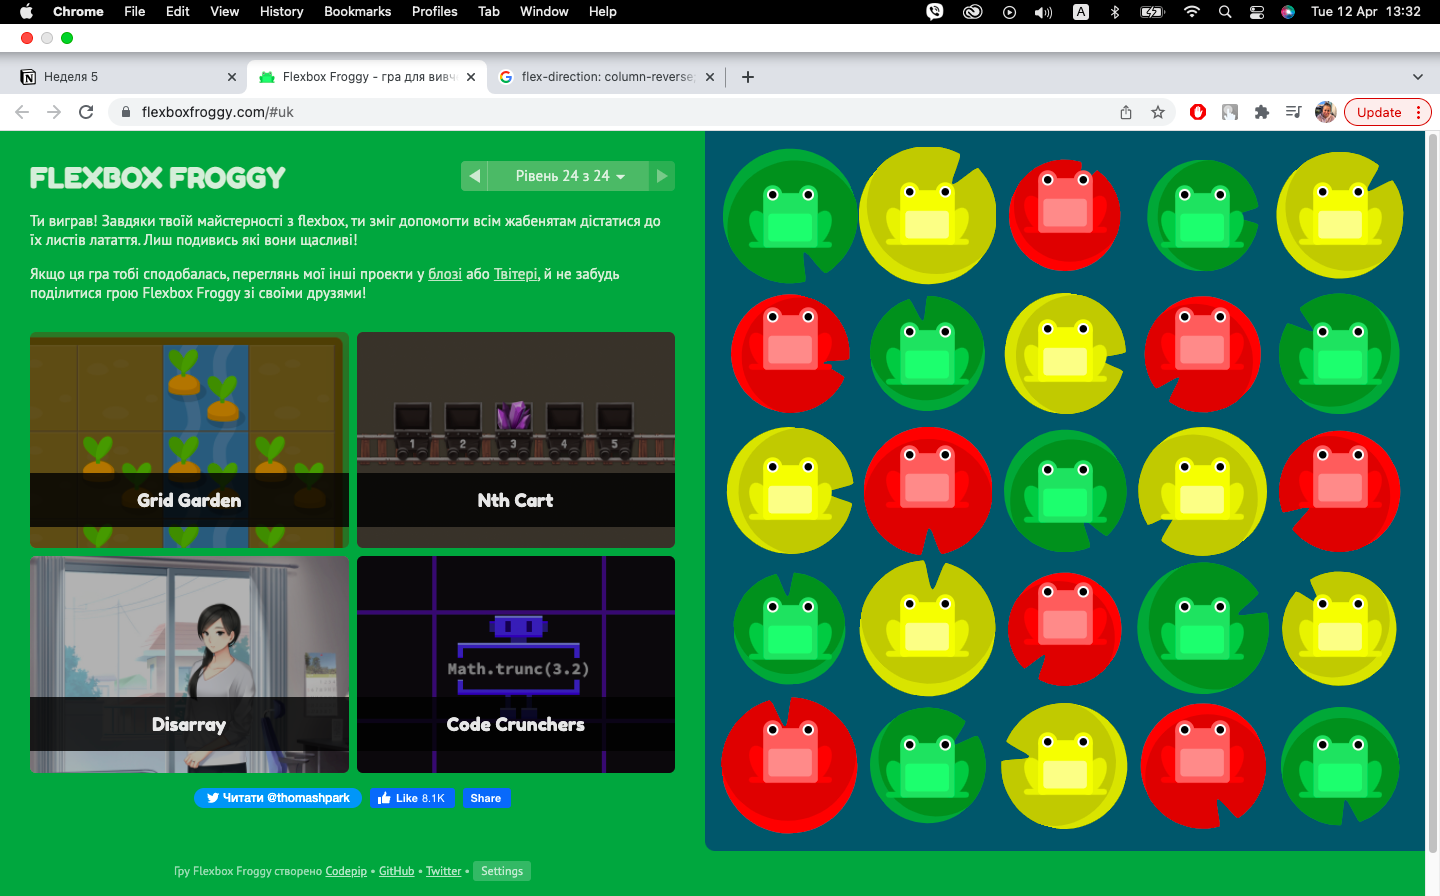 Chrome File Edit View History Bookmarks Profiles Tab Window Help A Tue 12 Apr 13:32
Неделя 5 Flexbox Froggy - гра для вивч flex-direction: column-reverse;
flexboxfroggy.com/#uk Update
FLEXBOX FROGGY
Рівень 24 з 24
Ти виграв! Завдяки твоїй майстерності з flexbox, ти зміг допомогти всім жабенятам дістатися до
їх листів латаття. Лиш подивись які вони щасливі!
Якщо ця гра тобі сподобалась, переглянь мої інші проекти у блозі або Твітері, й не забудь
поділитися грою Flexbox Froggy зі своїми друзями!
1 2 3 4 5
Grid Garden
Nth Cart
Math.trunc(3.2)
Disarray
Code Crunchers
Читати @thomashpark Like 8.1K Share
Гру Flexbox Froggy створено Codepip • GitHub • Twitter • Settings